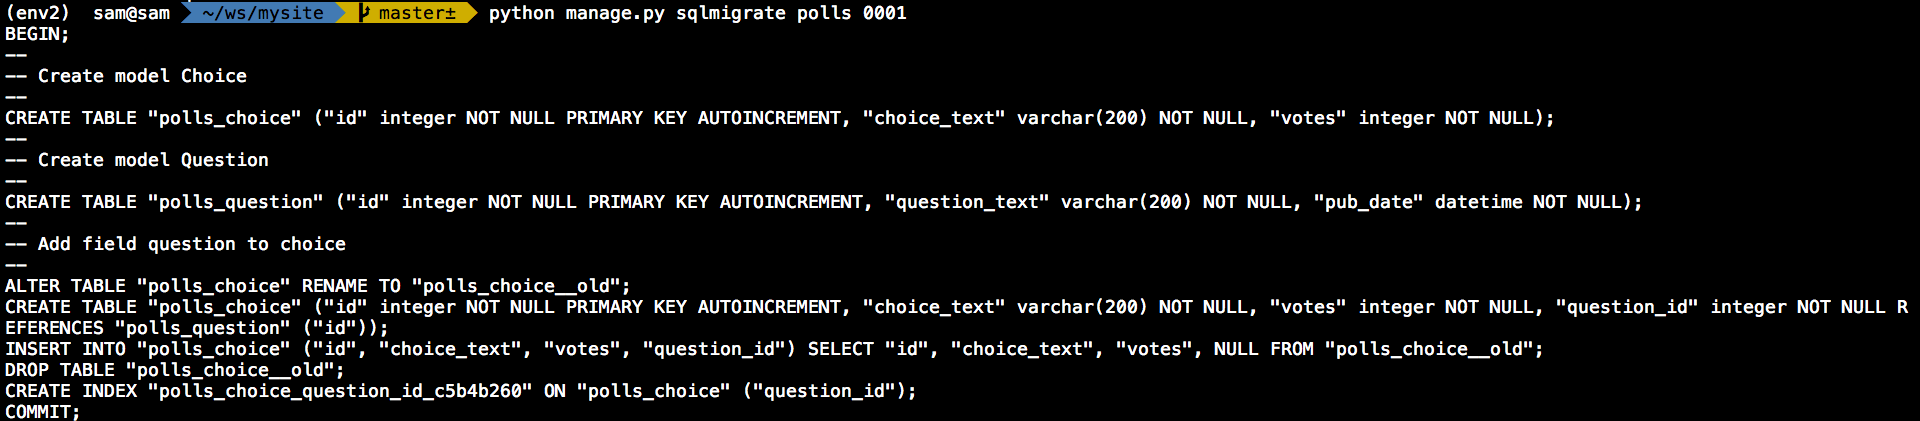 (env2) sam@sam ~/ws/mysite master± python manage.py sqlmigrate polls 0001
BEGIN;
--
-- Create model Choice
--
CREATE TABLE "polls_choice" ("id" integer NOT NULL PRIMARY KEY AUTOINCREMENT, "choice_text" varchar(200) NOT NULL, "votes" integer NOT NULL);
--
-- Create model Question
--
CREATE TABLE "polls_question" ("id" integer NOT NULL PRIMARY KEY AUTOINCREMENT, "question_text" varchar(200) NOT NULL, "pub_date" datetime NOT NULL);
--
-- Add field question to choice
--
ALTER TABLE "polls_choice" RENAME TO "polls_choice__old";
CREATE TABLE "polls_choice" ("id" integer NOT NULL PRIMARY KEY AUTOINCREMENT, "choice_text" varchar(200) NOT NULL, "votes" integer NOT NULL, "question_id" integer NOT NULL R
EFERENCES "polls_question" ("id"));
INSERT INTO "polls_choice" ("id", "choice_text", "votes", "question_id") SELECT "id", "choice_text", "votes", NULL FROM "polls_choice__old";
DROP TABLE "polls_choice__old";
CREATE INDEX "polls_choice_question_id_c5b4b260" ON "polls_choice" ("question_id");
COMMIT;